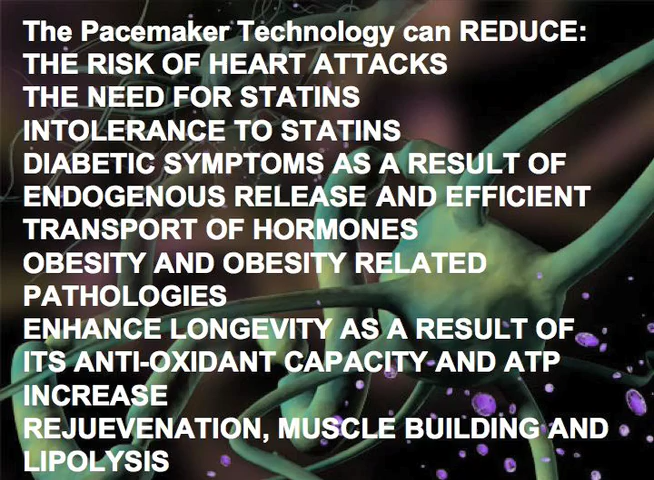 The Pacemaker Technology can REDUCE:
THE RISK OF HEART ATTACKS
THE NEED FOR STATINS
INTOLERANCE TO STATINS
DIABETIC SYMPTOMS AS A RESULT OF
ENDOGENOUS RELEASE AND EFFICIENT
TRANSPORT OF HORMONES
OBESITY AND OBESITY RELATED
PATHOLOGIES
ENHANCE LONGEVITY AS A RESULT OF
ITS ANTI-OXIDANT CAPACITY AND ATP
INCREASE
REJUEVENATION, MUSCLE BUILDING AND
LIPOLYSIS